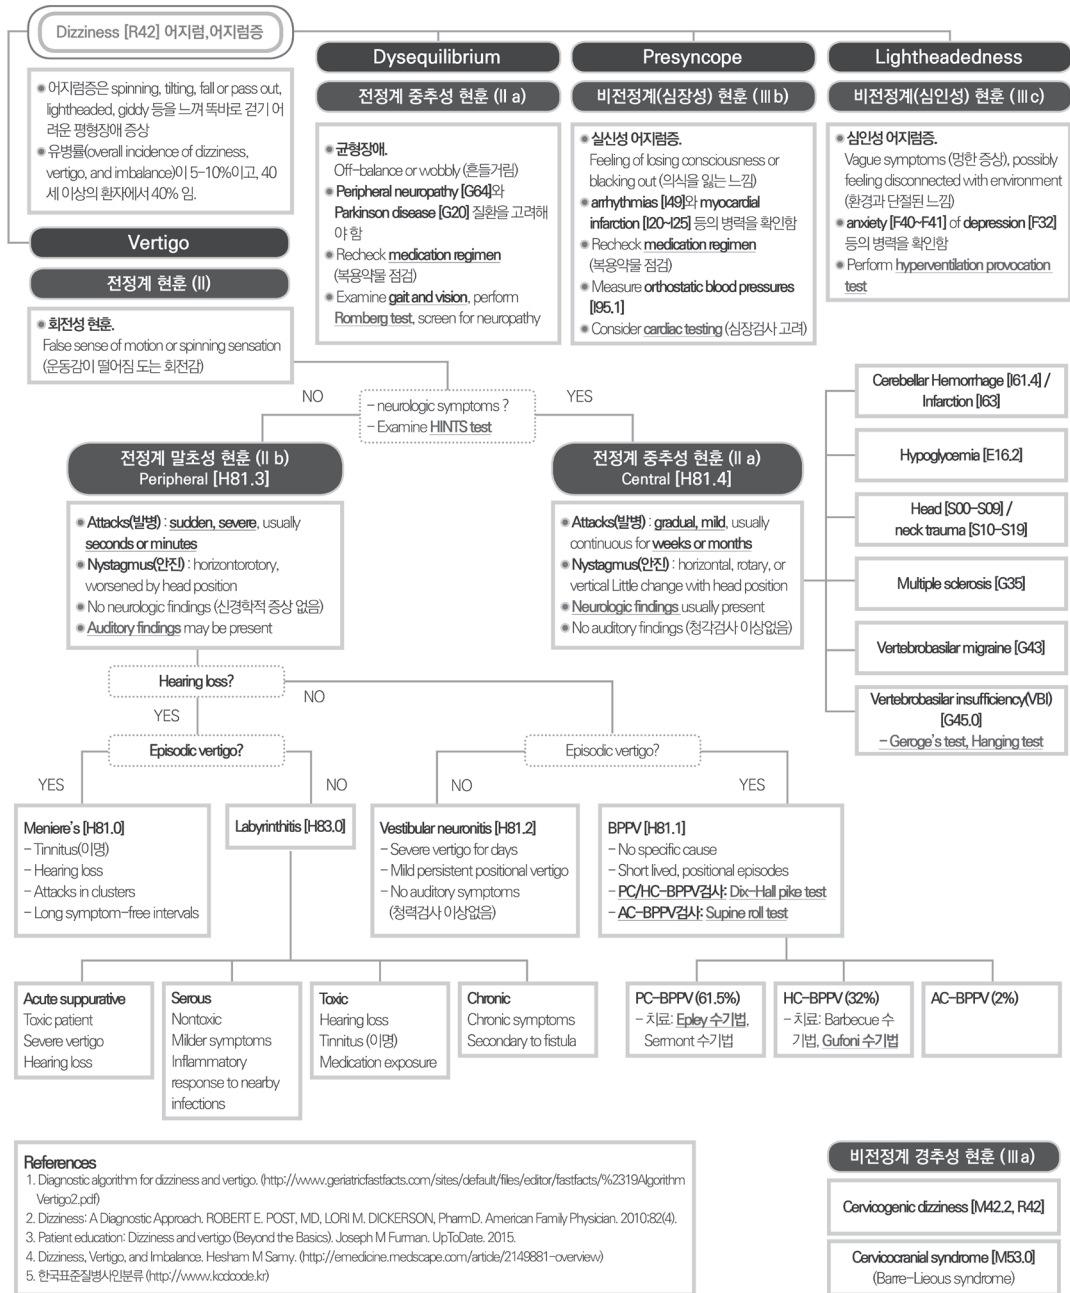 Dizziness [R42] 어지럼,어지럼증
● 어지럼증은 spinning, tilting, fall or pass out,
lightheaded, giddy 등을 느껴 똑바로 걷기 어
려운 평형장애 증상
● 유병률(overall incidence of dizziness,
vertigo, and imbalance)이 5-10%이고, 40
세 이상의 환자에서 40% 임.
Vertigo
전정계 현훈 (II)
● 회전성 현훈.
False sense of motion or spinning sensation
(운동감이 떨어짐 도는 회전감)
Dysequilibrium
전정계 중추성 현훈 (II a)
● 균형장애.
Off-balance or wobbly (흔들거림)
● Peripheral neuropathy [G64]와
Parkinson disease [G20] 질환을 고려해
야 함
● Recheck medication regimen
(복용약물 점검)
● Examine gait and vision, perform
Romberg test, screen for neuropathy
Presyncope
비전정계(심장성) 현훈 (III b)
● 실신성 어지럼증.
Feeling of losing consciousness or
blacking out (의식을 잃는 느낌)
● arrhythmias [I49]와 myocardial
infarction [I20~I25] 등의 병력을 확인함
● Recheck medication regimen
(복용약물 점검)
● Measure orthostatic blood pressures
[I95.1]
● Consider cardiac testing (심장검사 고려)
Lightheadedness
비전정계(심인성) 현훈 (III c)
● 심인성 어지럼증.
Vague symptoms (멍한 증상), possibly
feeling disconnected with environment
(환경과 단절된 느낌)
● anxiety [F40~F41] of depression [F32]
등의 병력을 확인함
● Perform hyperventilation provocation
test
NO
- neurologic symptoms ?
- Examine HINTS test
YES
전정계 말초성 현훈 (II b)
Peripheral [H81.3]
● Attacks(발병) : sudden, severe, usually
seconds or minutes
● Nystagmus(안진) : horizontorotory,
worsened by head position
● No neurologic findings (신경학적 증상 없음)
● Auditory findings may be present
전정계 중추성 현훈 (II a)
Central [H81.4]
● Attacks(발병) : gradual, mild, usually
continuous for weeks or months
● Nystagmus(안진) : horizontal, rotary, or
vertical Little change with head position
● Neurologic findings usually present
● No auditory findings (청각검사 이상없음)
Cerebellar Hemorrhage [I61.4] /
Infarction [I63]
Hypoglycemia [E16.2]
Head [S00-S09] /
neck trauma [S10-S19]
Multiple sclerosis [G35]
Vertebrobasilar migraine [G43]
Vertebrobasilar insufficiency(VBI)
[G45.0]
- Geroge's test, Hanging test
Hearing loss?
NO
YES
Episodic vertigo?
YES
NO
Episodic vertigo?
NO
YES
Meniere's [H81.0]
- Tinnitus(이명)
- Hearing loss
- Attacks in clusters
- Long symptom-free intervals
Labyrinthitis [H83.0]
Vestibular neuronitis [H81.2]
- Severe vertigo for days
- Mild persistent positional vertigo
- No auditory symptoms
(청력검사 이상없음)
BPPV [H81.1]
- No specific cause
- Short lived, positional episodes
- PC/HC-BPPV검사: Dix-Hall pike test
- AC-BPPV검사: Supine roll test
Acute suppurative
Toxic patient
Severe vertigo
Hearing loss
Serous
Nontoxic
Milder symptoms
Inflammatory
response to nearby
infections
Toxic
Hearing loss
Tinnitus (이명)
Medication exposure
Chronic
Chronic symptoms
Secondary to fistula
PC-BPPV (61.5%)
- 치료: Epley 수기법,
Sermont 수기법
HC-BPPV (32%)
- 치료: Barbecue 수
기법, Gufoni 수기법
AC-BPPV (2%)
References
1. Diagnostic algorithm for dizziness and vertigo. (http://www.geriatricfastfacts.com/sites/default/files/editor/fastfacts/%2319Algorithm
Vertigo2.pdf)
2. Dizziness: A Diagnostic Approach. ROBERT E. POST, MD, LORI M. DICKERSON, PharmD. American Family Physician. 2010;82(4).
3. Patient education: Dizziness and vertigo (Beyond the Basics). Joseph M Furman. UpToDate. 2015.
4. Dizziness, Vertigo, and Imbalance. Hesham M Samy. (http://emedicine.medscape.com/article/2149881-overview)
5. 한국표준질병사인분류 (http://www.kcdcode.kr)
비전정계 경추성 현훈 (III a)
Cervicogenic dizziness [M42.2, R42]
Cervicocranial syndrome [M53.0]
(Barre-Lieous syndrome)